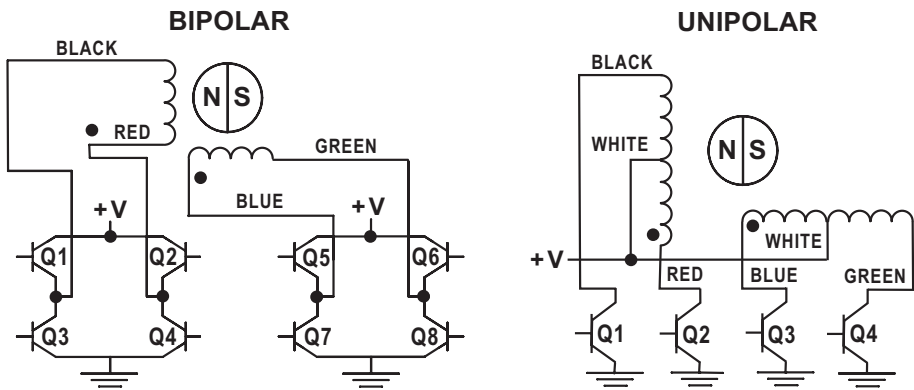 BIPOLAR
BLACK
N S
RED
GREEN
BLUE
+V
+V
Q1 Q2 Q5 Q6
Q3 Q4 Q7 Q8
UNIPOLAR
BLACK
WHITE
N S
WHITE
+V
RED BLUE GREEN
Q1 Q2 Q3 Q4